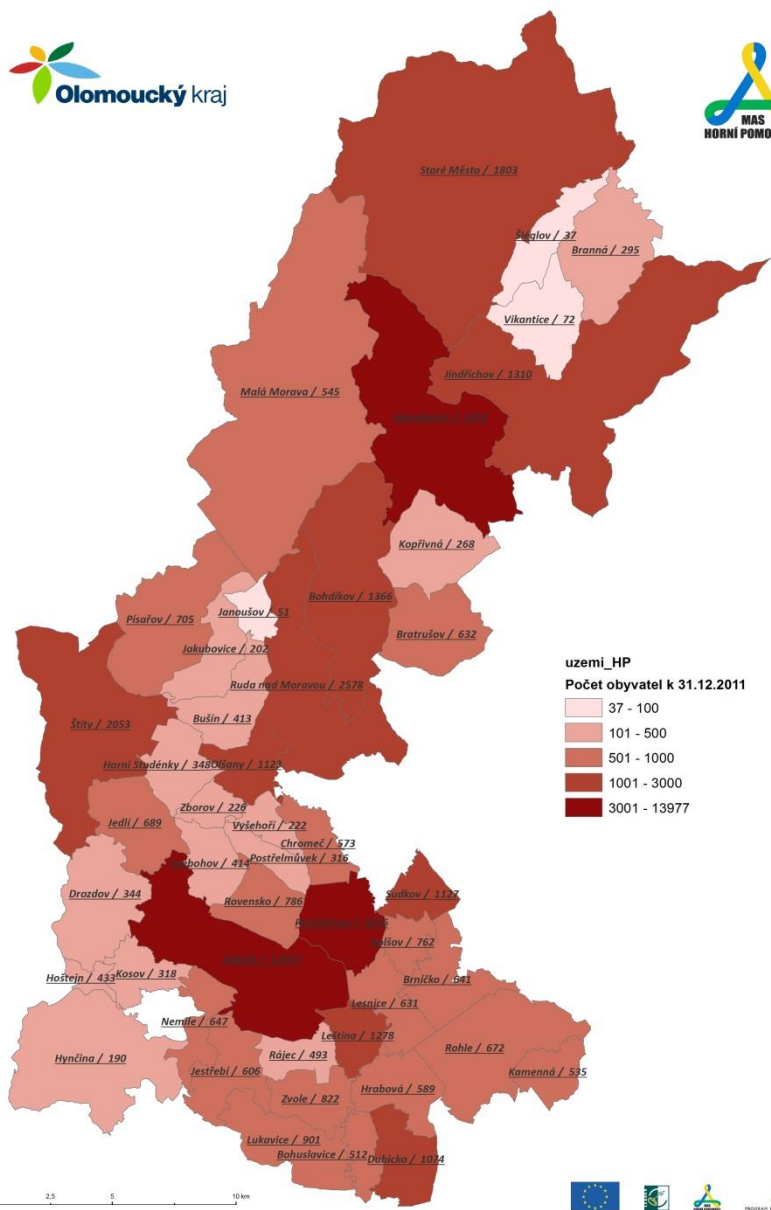 Olomoucký kraj
MAS
HORNÍ POMO
Staré Město / 1803
Šléglov / 37
Branná / 295
Vikantice / 72
Jindřichov / 1310
Malá Morava / 545
Kopřivná / 268
Bohdíkov / 1366
Janoušov / 51
Písařov / 705
Bratrušov / 632
Jakubovice / 202
Ruda nad Moravou / 2578
Bušín / 413
Štíty / 2053
Horní Studénky / 348
Olšany / 1123
Zborov / 226
Jedlí / 689
Vyšehoří / 222
Chromeč / 573
Postřelmůvek / 316
/ 414
Drozdov / 344
Rovensko / 786
Sudkov / 1127
/ 762
Hoštejn / 433
Kosov / 318
Brníčko / 641
Lesnice / 631
Nemile / 647
Leština / 1278
Hynčina / 190
Rájec / 493
Rohle / 672
Jestřebí / 606
Kamenná / 535
Zvole / 822
Hrabová / 589
Lukavice / 901
Bohuslavice / 512
Dubicko / 1074
uzemi_HP
Počet obyvatel k 31.12.2011
37 - 100
101 - 500
501 - 1000
1001 - 3000
3001 - 13977
2,5 5 10 km